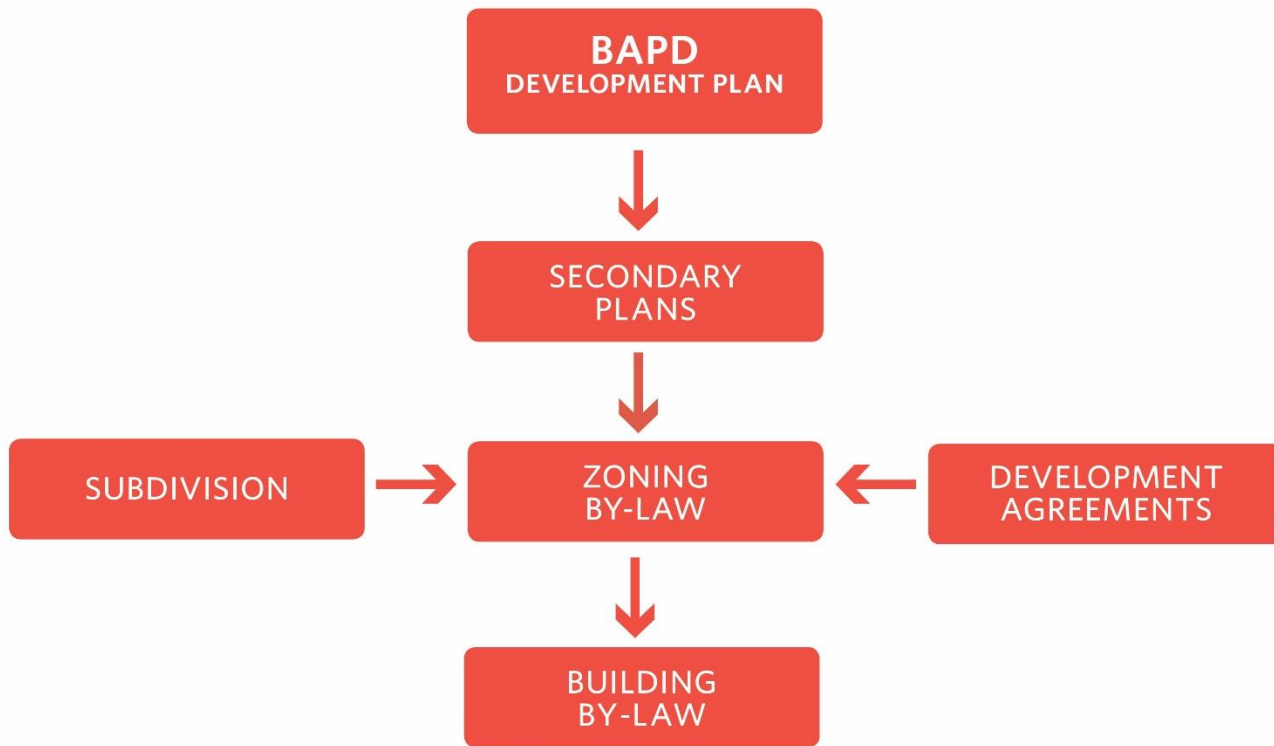 BAPD
DEVELOPMENT PLAN
SECONDARY
PLANS
SUBDIVISION
ZONING
BY-LAW
DEVELOPMENT
AGREEMENTS
BUILDING
BY-LAW